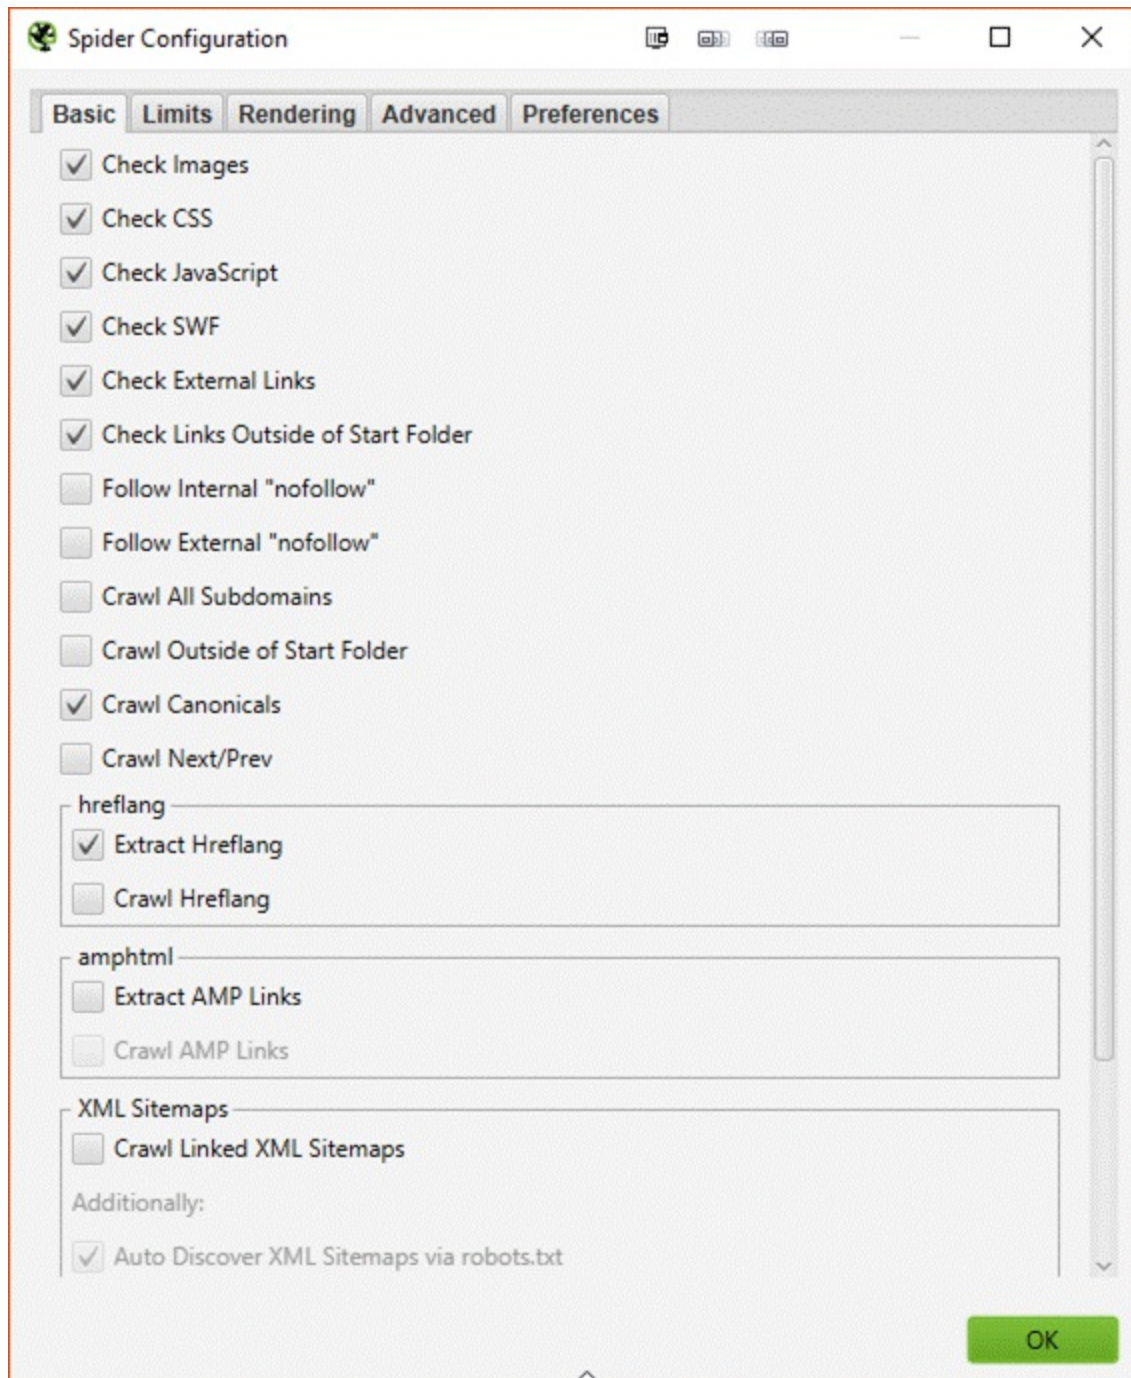 Spider Configuration
Basic Limits Rendering Advanced Preferences
Check Images
Check CSS
Check JavaScript
Check SWF
Check External Links
Check Links Outside of Start Folder
Follow Internal "nofollow"
Follow External "nofollow"
Crawl All Subdomains
Crawl Outside of Start Folder
Crawl Canonicals
Crawl Next/Prev
hreflang
Extract Hreflang
Crawl Hreflang
amphtml
Extract AMP Links
Crawl AMP Links
XML Sitemaps
Crawl Linked XML Sitemaps
Additionally:
Auto Discover XML Sitemaps via robots.txt
OK